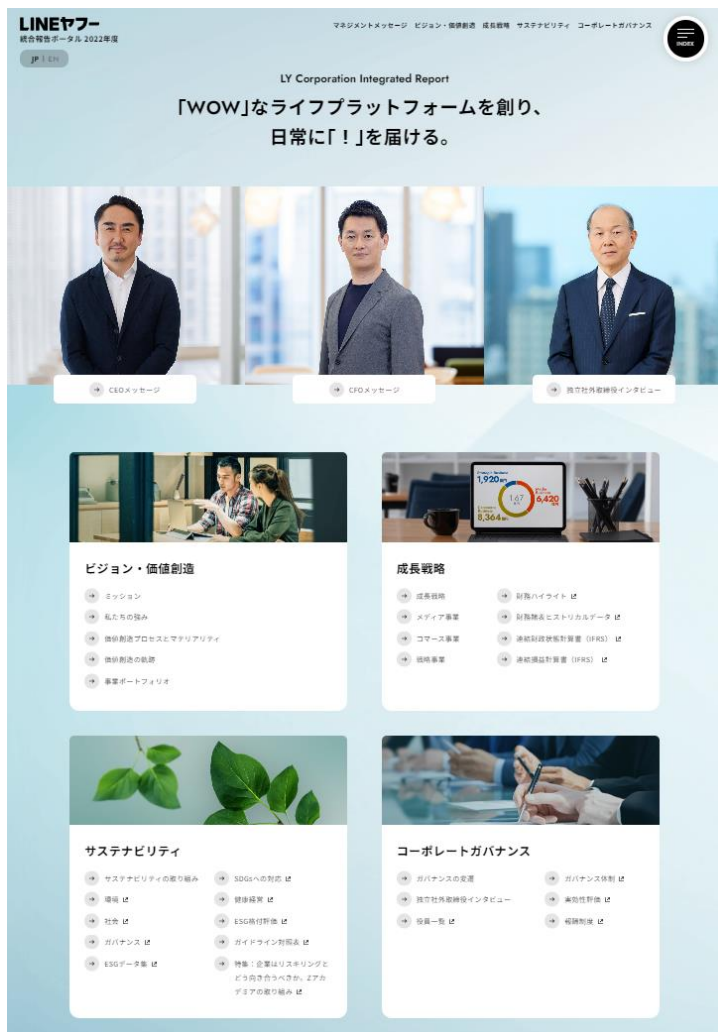 LINEヤフー
統合報告ポータル 2022年度
JP | EN
マネジメントメッセージ ビジョン・価値創造 成長戦略 サステナビリティ コーポレートガバナンス
INDEX
LY Corporation Integrated Report
「WOW」なライフプラットフォームを創り、
日常に「！」を届ける。
CEOメッセージ
CFOメッセージ
独立社外取締役インタビュー
ビジョン・価値創造
ミッション
私たちの強み
価値創造プロセスとマテリアリティ
価値創造の軌跡
事業ポートフォリオ
1,920
1.67
6,420
8,364
成長戦略
成長戦略
メディア事業
コマース事業
戦略事業
財務ハイライト
財務諸表ヒストリカルデータ
連結財政状態計算書（IFRS）
連結損益計算書（IFRS）
サステナビリティ
サステナビリティの取り組み
環境
社会
ガバナンス
ESGデータ集
SDGsへの対応
健康経営
ESG格付評価
ガイドライン対照表
特集：企業はリスキリングと
どう向き合うべきか、Zアカ
デミアの取り組み
コーポレートガバナンス
ガバナンスの変遷
独立社外取締役インタビュー
役員一覧
ガバナンス体制
実効性評価
報酬制度